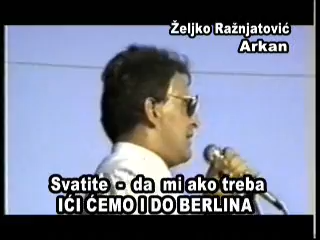 Željko Ražnjatović
Arkan
Svatite - da mi ako treba
IĆI ĆEMO I DO BERLINA